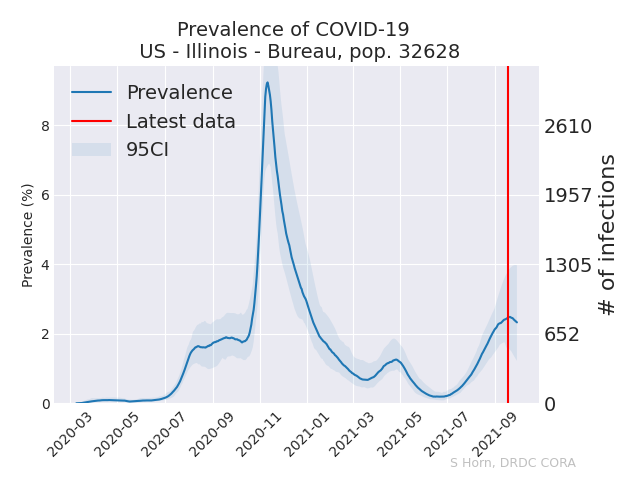 Prevalence of COVID-19
US - Illinois - Bureau, pop. 32628
Prevalence
Latest data
95CI
Prevalence (%)
8
6
4
2
0
2610
1957
1305
652
0
# of infections
2020-03
2020-05
2020-07
2020-09
2020-11
2021-01
2021-03
2021-05
2021-07
2021-09
S Horn, DRDC CORA